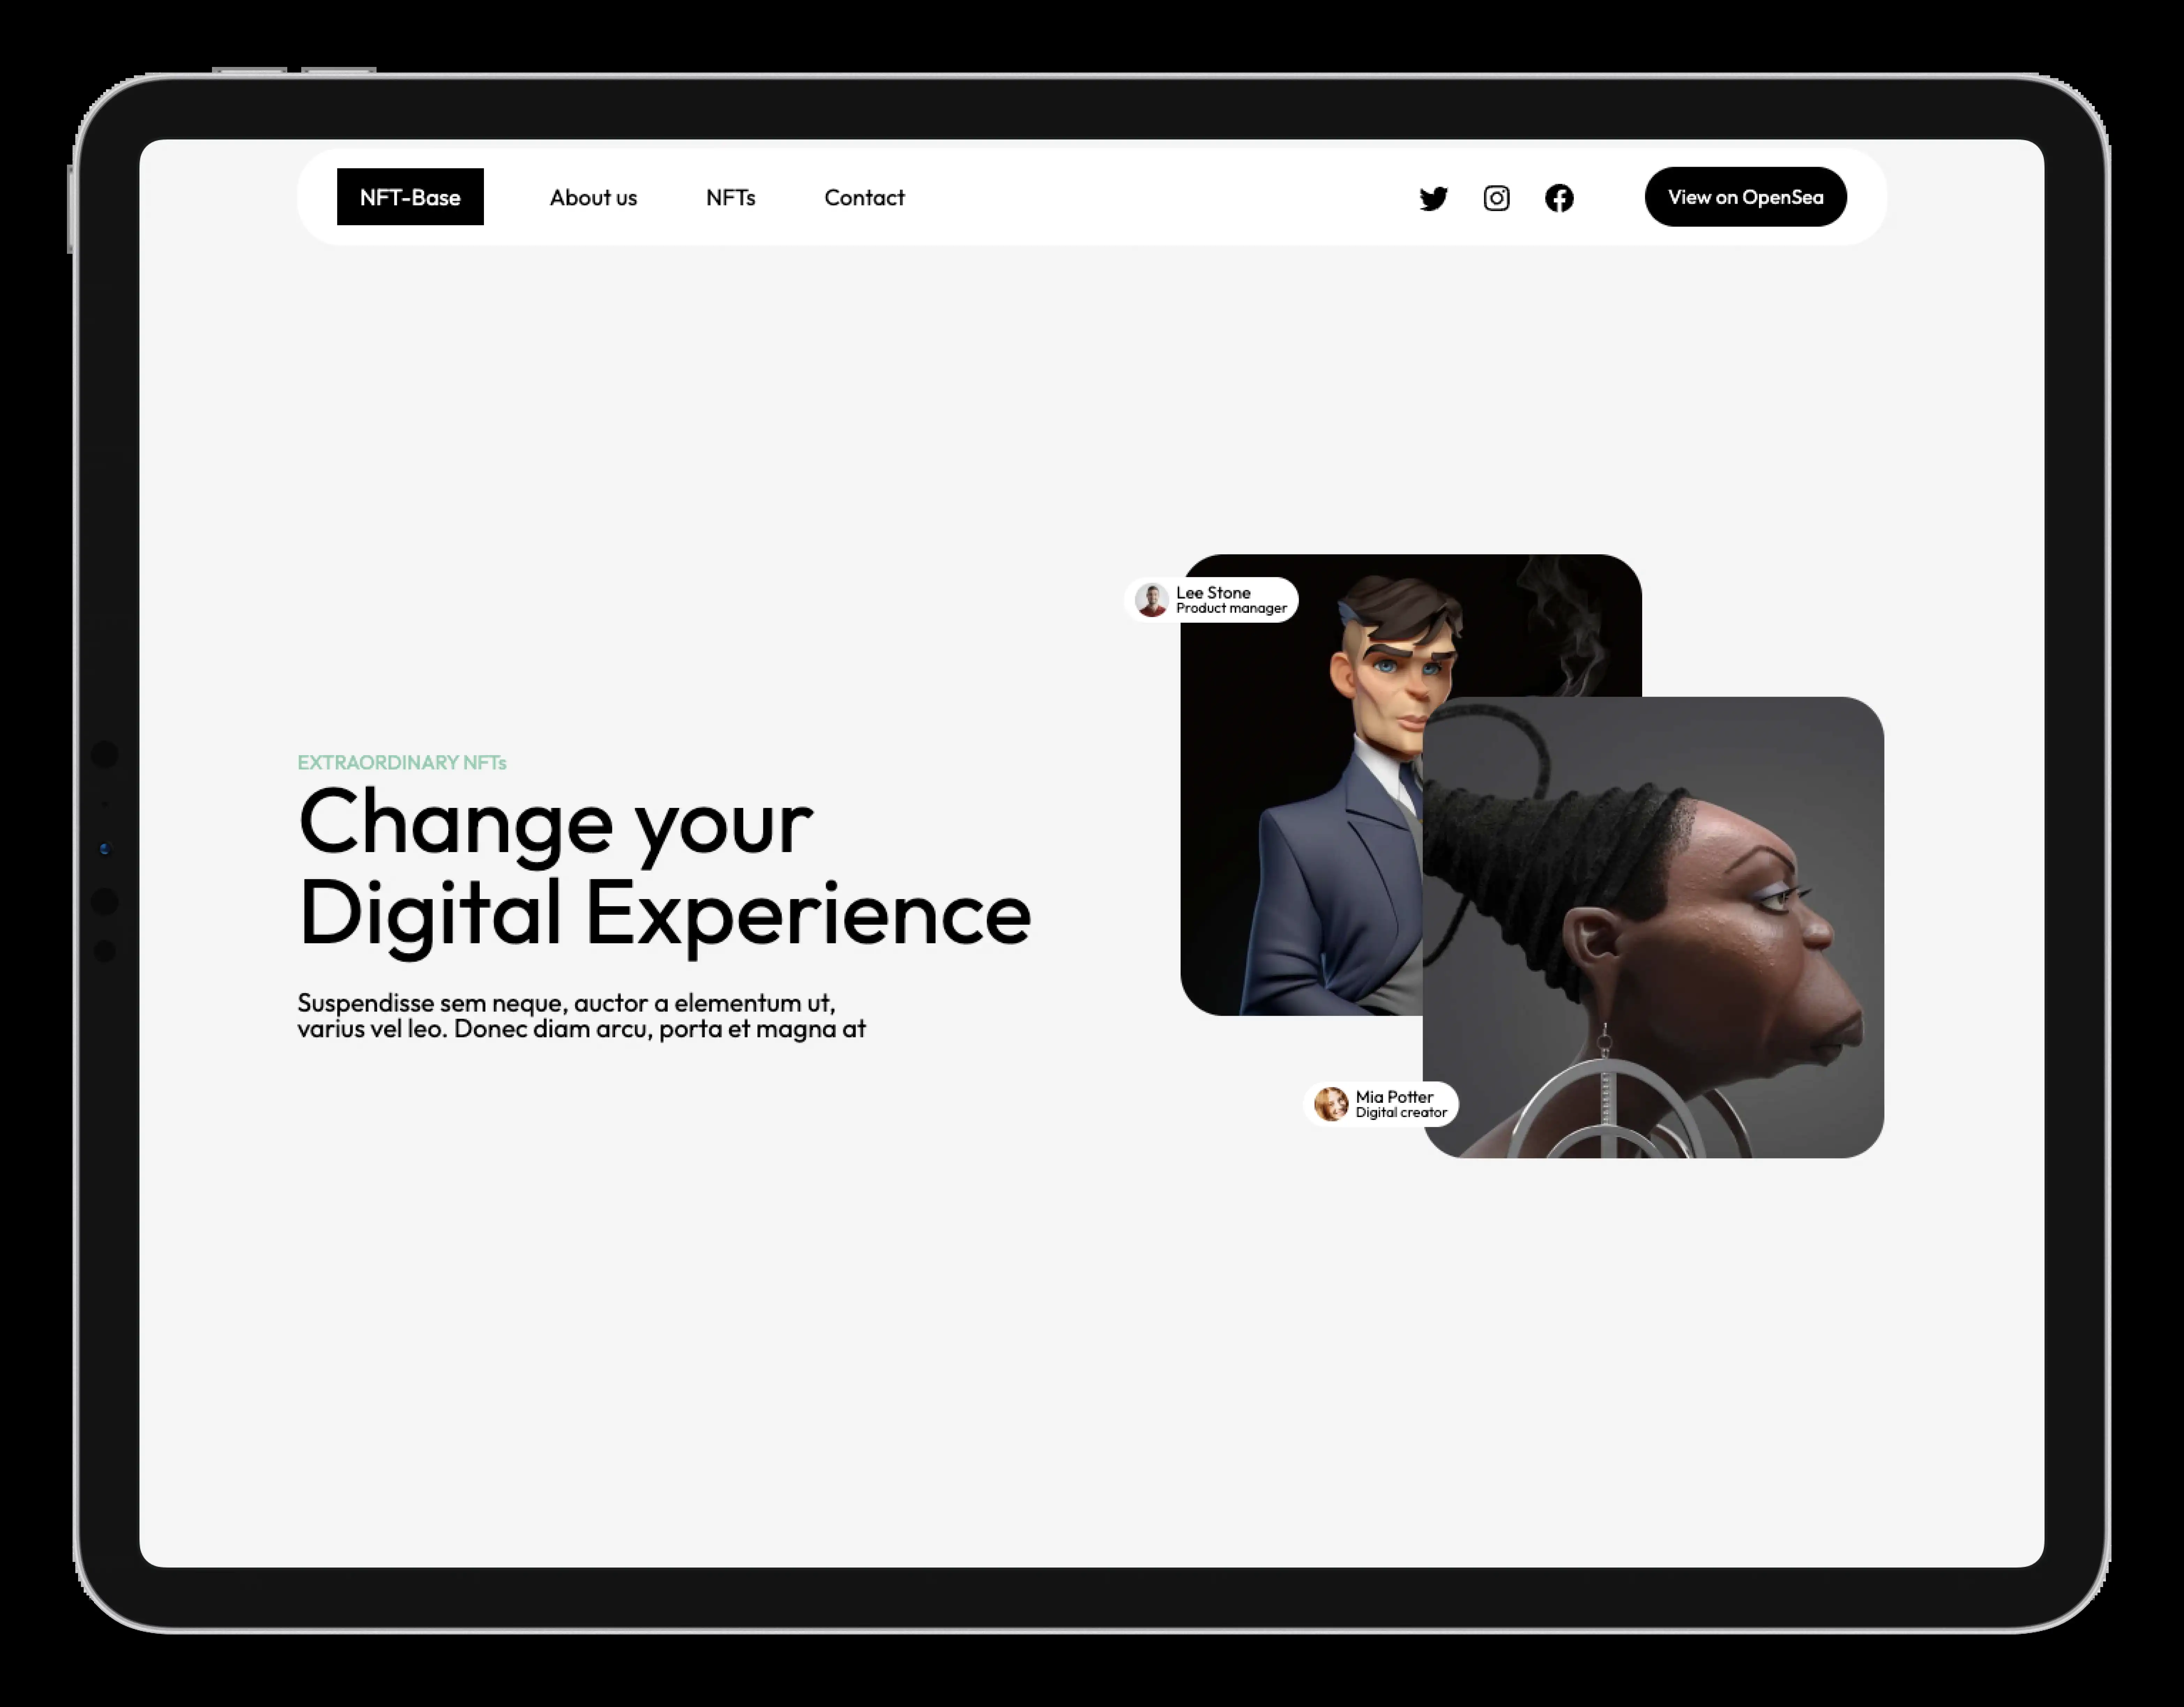 NFT-Base
About us
NFTs
Contact
View on OpenSea
Lee Stone
Product manager
EXTRAORDINARY NFTs
Change your
Digital Experience
Suspendisse sem neque, auctor a elementum ut,
varius vel leo. Donec diam arcu, porta et magna at
Mia Potter
Digital creator